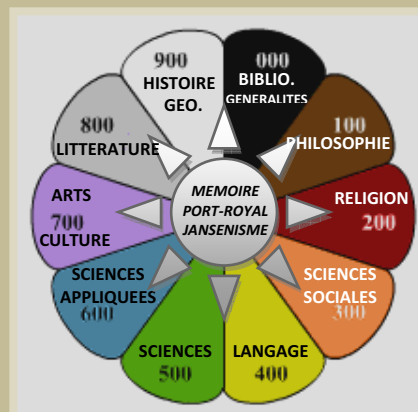 000
BIBLIO.
GENERALITES
100
PHILOSOPHIE
RELIGION
200
SCIENCES
SOCIALES
300
LANGAGE
400
SCIENCES
500
SCIENCES
APPLIQUEES
600
ARTS
700
CULTURE
800
LITTERATURE
900
HISTOIRE
GEO.
MEMOIRE
PORT-ROYAL
JANSENISME